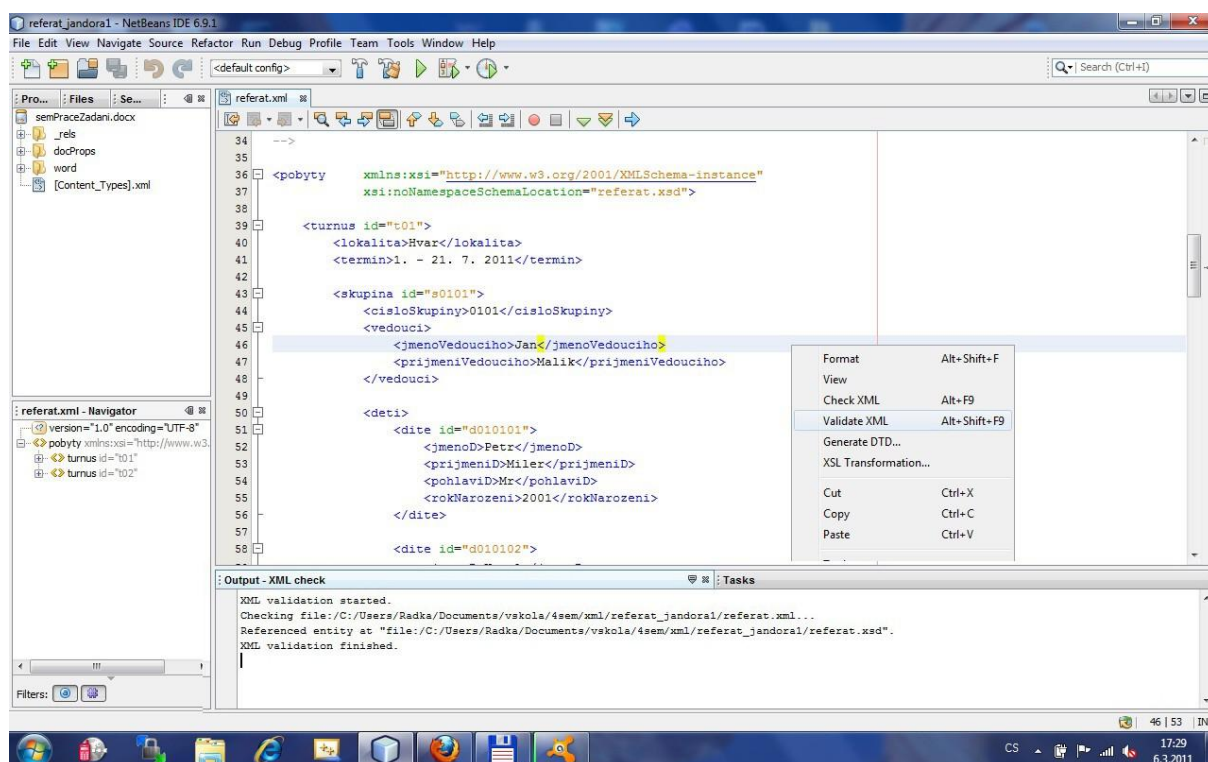 referat_jandora1 - NetBeans IDE 6.9.1
File Edit View Navigate Source Refactor Run Debug Profile Team Tools Window Help
<default config>
Search (Ctrl+I)
Pro... Files Se...
referat.xml
semPraceZadani.docx
_rels
docProps
word
[Content_Types].xml
34 -->
35
36 <pobyty xmlns:xsi="http://www.w3.org/2001/XMLSchema-instance"
37 xsi:noNamespaceSchemaLocation="referat.xsd">
38
39 <turnus id="t01">
40 <lokalita>Hvar</lokalita>
41 <termin>1. - 21. 7. 2011</termin>
42
43 <skupina id="s0101">
44 <cisloSkupiny>0101</cisloSkupiny>
45 <vedouci>
46 <jmenoVedouciho>Jan</jmenoVedouciho>
47 <prijmeniVedouciho>Malik</prijmeniVedouciho>
48 </vedouci>
49
50 <deti>
51 <dite id="d010101">
52 <jmenoD>Petr</jmenoD>
53 <prijmeniD>Miler</prijmeniD>
54 <pohlaviD>Mr</pohlaviD>
55 <rokNarozeni>2001</rokNarozeni>
56 </dite>
57
58 <dite id="d010102">
Format Alt+Shift+F
View
Check XML Alt+F9
Validate XML Alt+Shift+F9
Generate DTD...
XSL Transformation...
Cut Ctrl+X
Copy Ctrl+C
Paste Ctrl+V
referat.xml - Navigator
version="1.0" encoding="UTF-8"
pobyty xmlns:xsi="http://www.w3.
turnus id="t01"
turnus id="t02"
Filters:
Output - XML check
Tasks
XML validation started.
Checking file:/C:/Users/Radka/Documents/vskola/4sem/xml/referat_jandora1/referat.xml...
Referenced entity at "file:/C:/Users/Radka/Documents/vskola/4sem/xml/referat_jandora1/referat.xsd".
XML validation finished.
46 | 53 IN
CS
17:29
6.3.2011